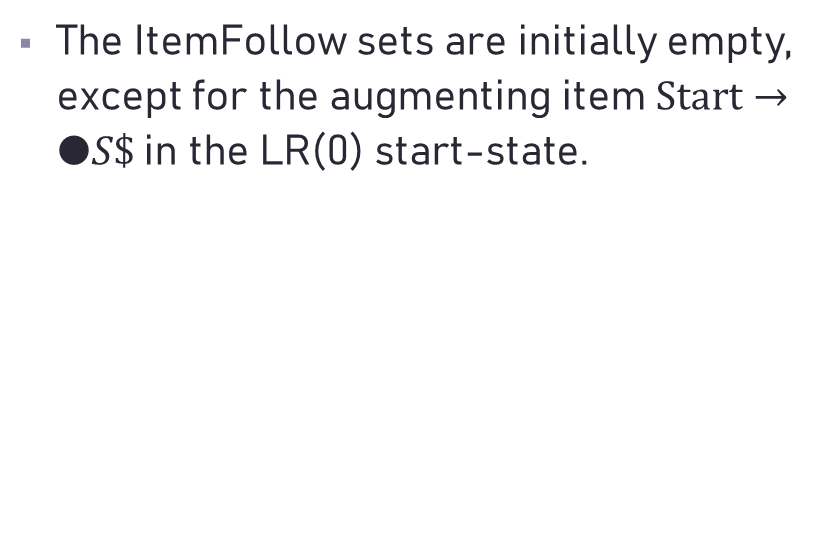 ▪ The ItemFollow sets are initially empty,
except for the augmenting item Start →
●S$ in the LR(0) start-state.